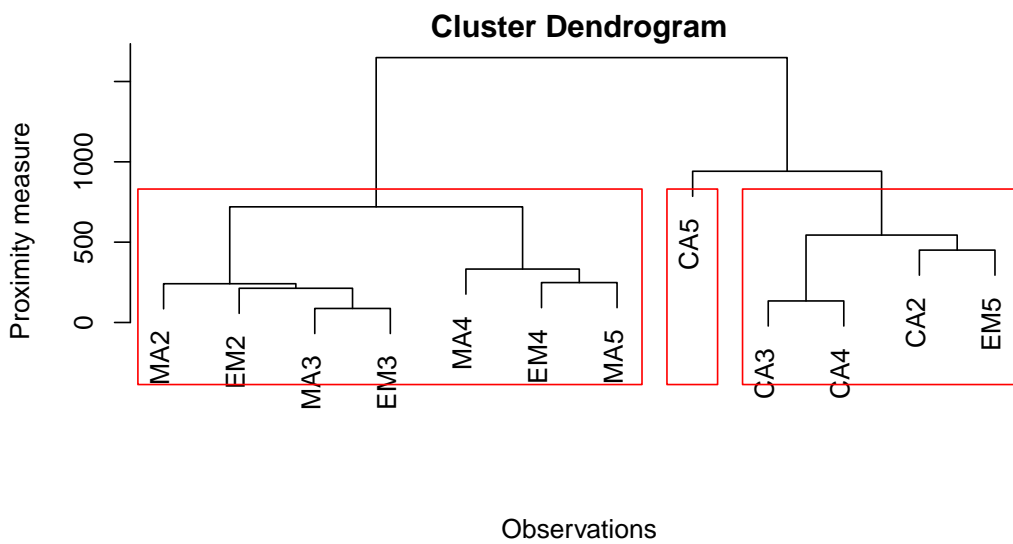 Cluster Dendrogram
Proximity measure
1000
500
0
MA2
EM2
MA3
EM3
MA4
EM4
MA5
CA5
CA3
CA4
CA2
EM5
Observations